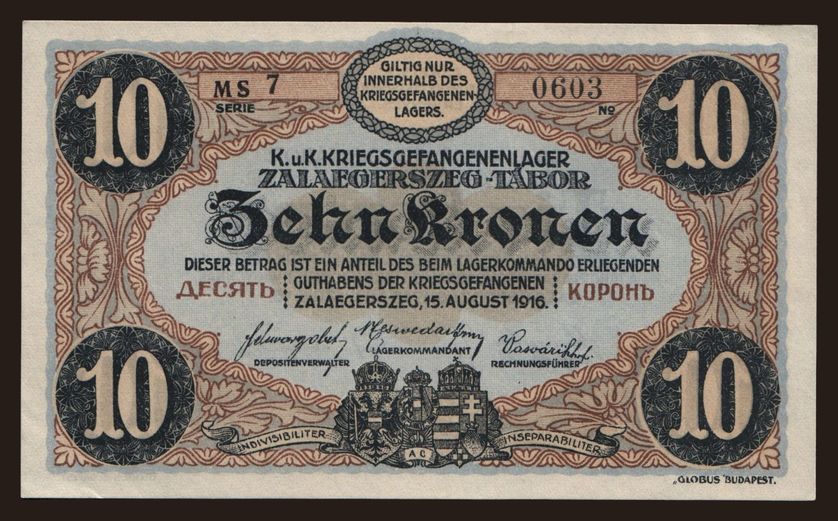 10
MS 7
SERIE
GILTIG NUR
INNERHALB DES
KRIEGSGEFANGENEN-
LAGERS.
0603
No
10
K.u.K.KRIEGSGEFANGENENLAGER
ZALAEGERSZEG-TÁBOR
Zehn Kronen
DIESER BETRAG IST EIN ANTEIL DES BEIM LAGERKOMMANDO ERLIEGENDEN
GUTHABENS DER KRIEGSGEFANGENEN
ДЕСЯТЬ
КОРОНЪ
ZALAEGERSZEG, 15. AUGUST 1916.
DEPOSITENVERWALTER
LAGERKOMMANDANT
RECHNUNGSFÜHRER
10
10
INDIVISIBILITER
AC
INSEPARABILITER
„GLOBUS" BUDAPEST.